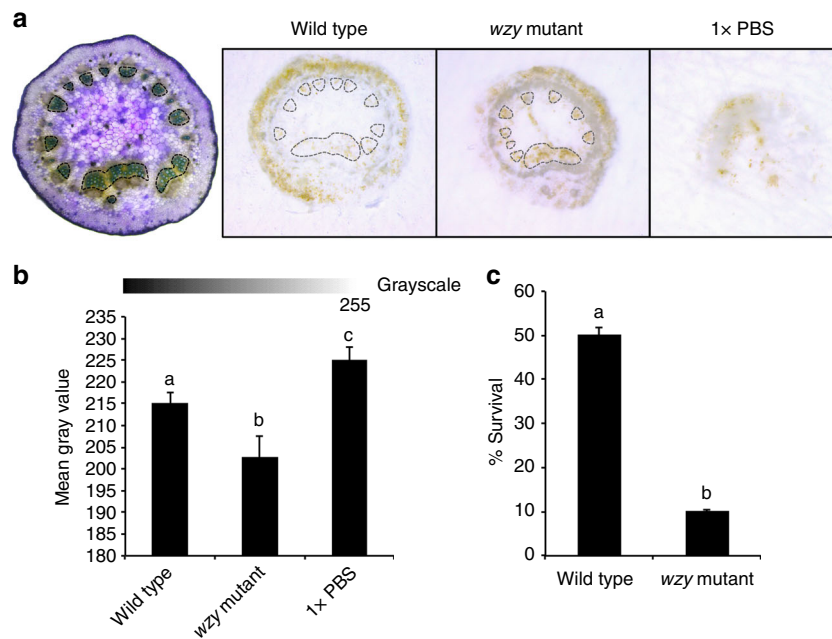 a
Wild type
wzy mutant
1× PBS
b
Grayscale
255
235
230
225
220
215
210
205
200
195
190
185
180
Mean gray value
a
b
c
Wild type
wzy mutant
1× PBS
c
60
50
40
30
20
10
0
% Survival
a
b
Wild type
wzy mutant